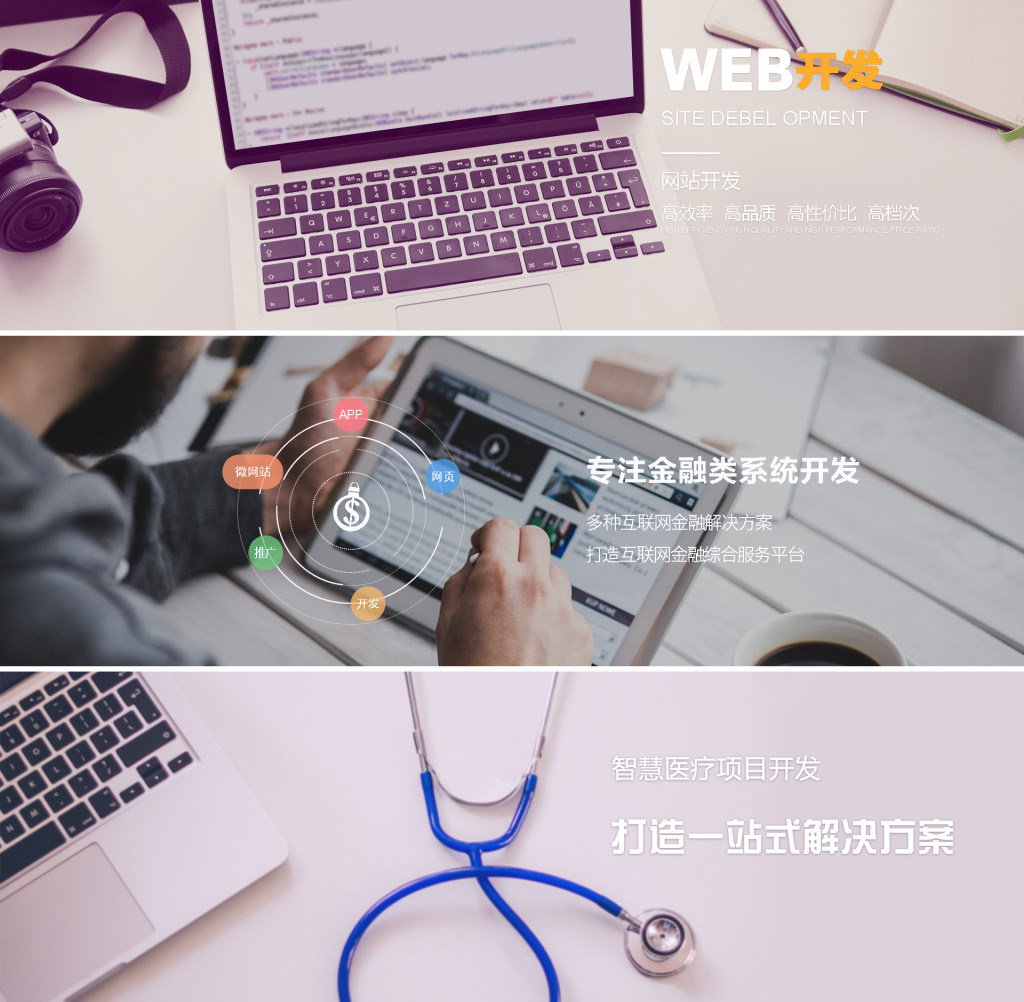 WEB开发
SITE DEBEL OPMENT
网站开发
高效率 高品质 高性价比 高档次
HIGH EFFICIENCY,HIGH QUALITY AND NIGH PERFORMANCE PRICE RATIO
APP
微网站
网页
推广
开发
专注金融类系统开发
多种互联网金融解决方案
打造互联网金融综合服务平台
智慧医疗项目开发
打造一站式解决方案